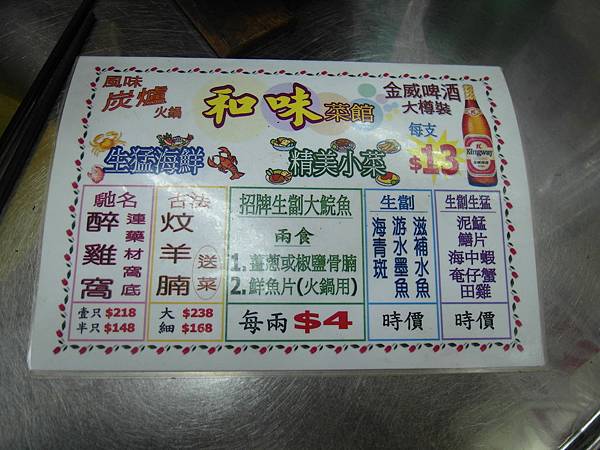 風味
炭爐
火鍋
和味菜館
金威啤酒
大樽裝
每支
$13
Kingway
生猛海鮮
精美小菜
馳名
醉雞窩
連藥材窩底
壹只 $218
半只 $148
古法
炆羊腩
送菜
大 $238
細 $168
招牌生劏大鯇魚
兩食
1. 薑蔥或椒鹽骨腩
2. 鮮魚片(火鍋用)
每兩 $4
生劏
滋補水魚
游水墨魚
海青斑
時價
生劏生猛
泥鯭
鱔片
海中蝦
奄仔蟹
田雞
時價